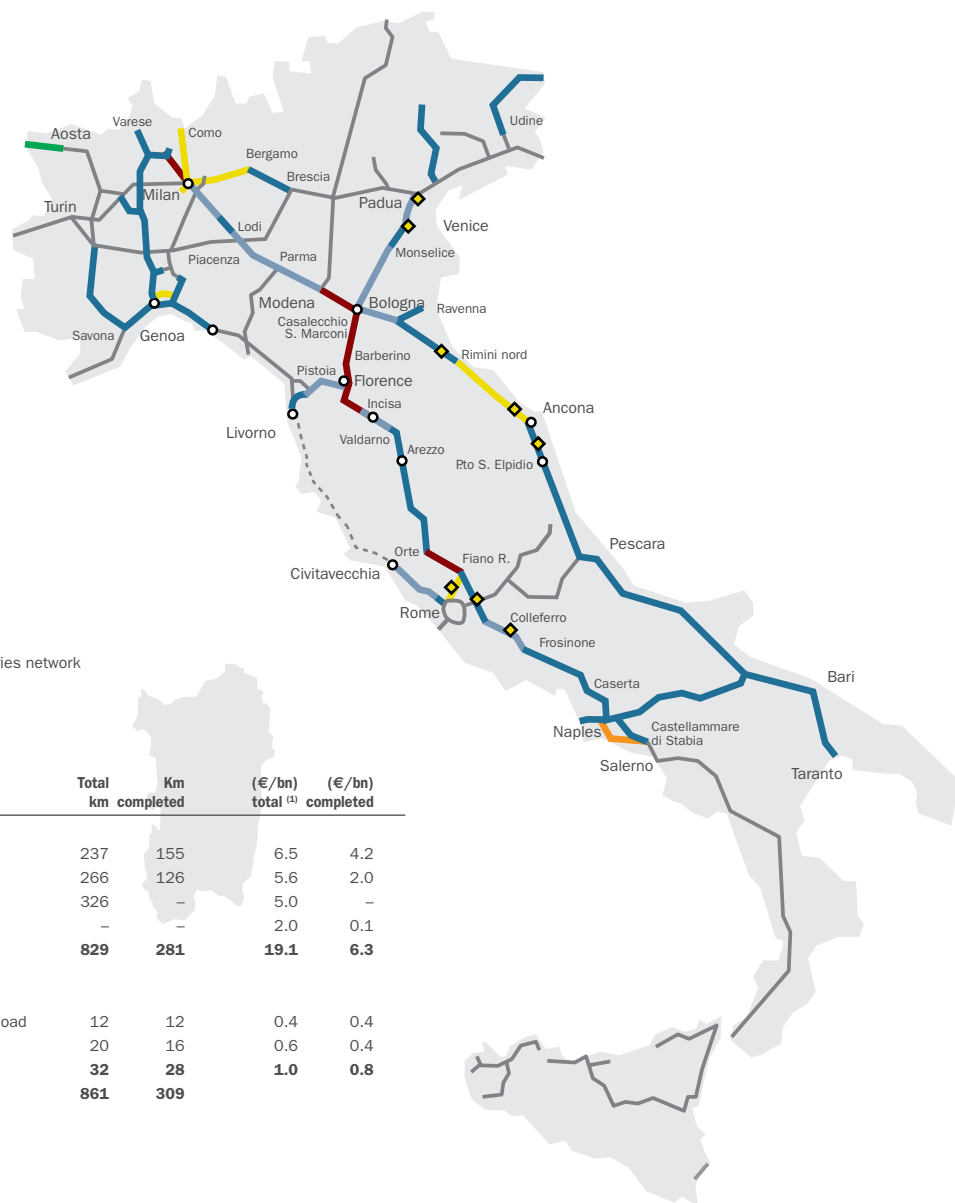 Varese
Como
Aosta
Udine
Bergamo
Brescia
Milan
Padua
Turin
Venice
Lodi
Monselice
Piacenza
Parma
Modena
Bologna
Ravenna
Casalecchio
S. Marconi
Savona
Genoa
Barberino
Rimini nord
Pistoia
Florence
Incisa
Ancona
Livorno
Valdarno
Arezzo
P.to S. Elpidio
Pescara
Orte
Fiano R.
Civitavecchia
Rome
Colleferro
Frosinone
ies network
Caserta
Bari
Naples
Castellammare
di Stabia
Salerno
Taranto
Total Km (€/bn) (€/bn)
km completed total (1) completed
237 155 6.5 4.2
266 126 5.6 2.0
326 – 5.0 –
– – 2.0 0.1
829 281 19.1 6.3
oad 12 12 0.4 0.4
20 16 0.6 0.4
32 28 1.0 0.8
861 309